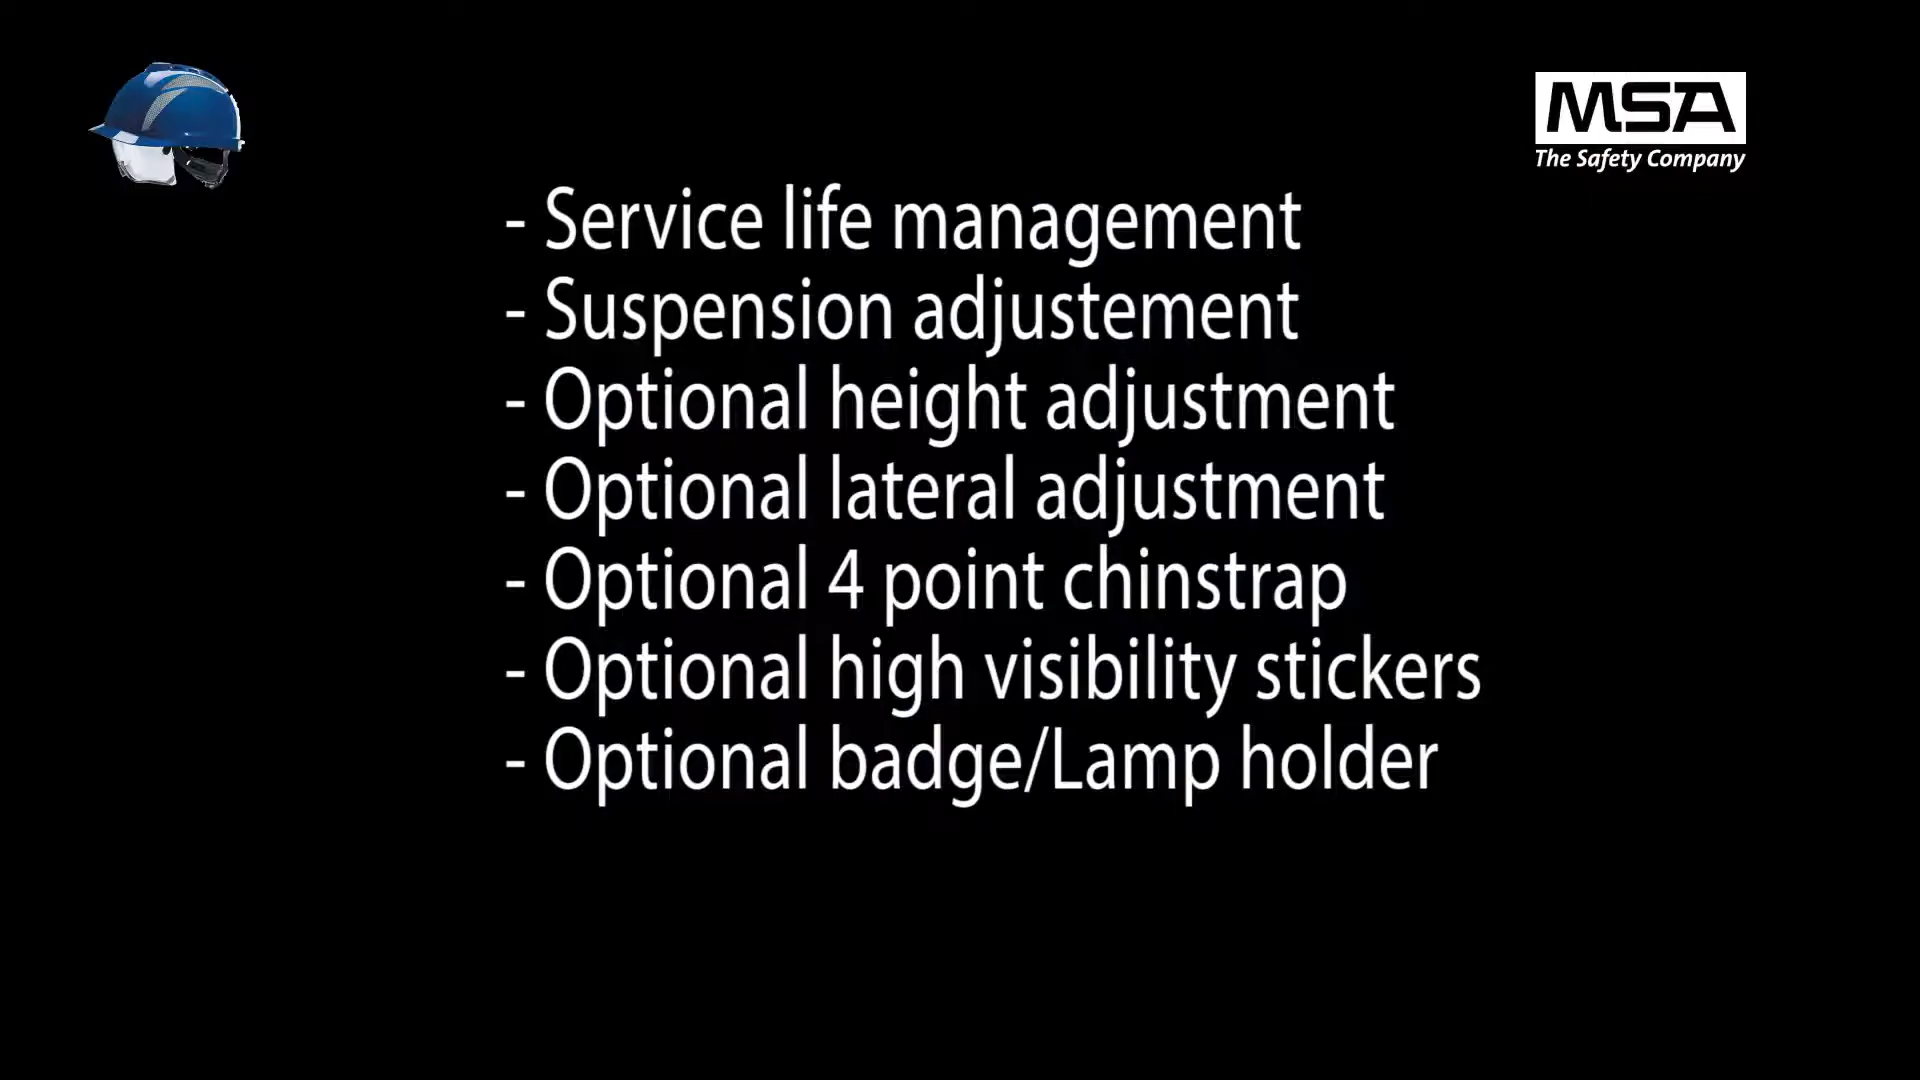 MSA
The Safety Company
- Service life management
- Suspension adjustement
- Optional height adjustment
- Optional lateral adjustment
- Optional 4 point chinstrap
- Optional high visibility stickers
- Optional badge/Lamp holder